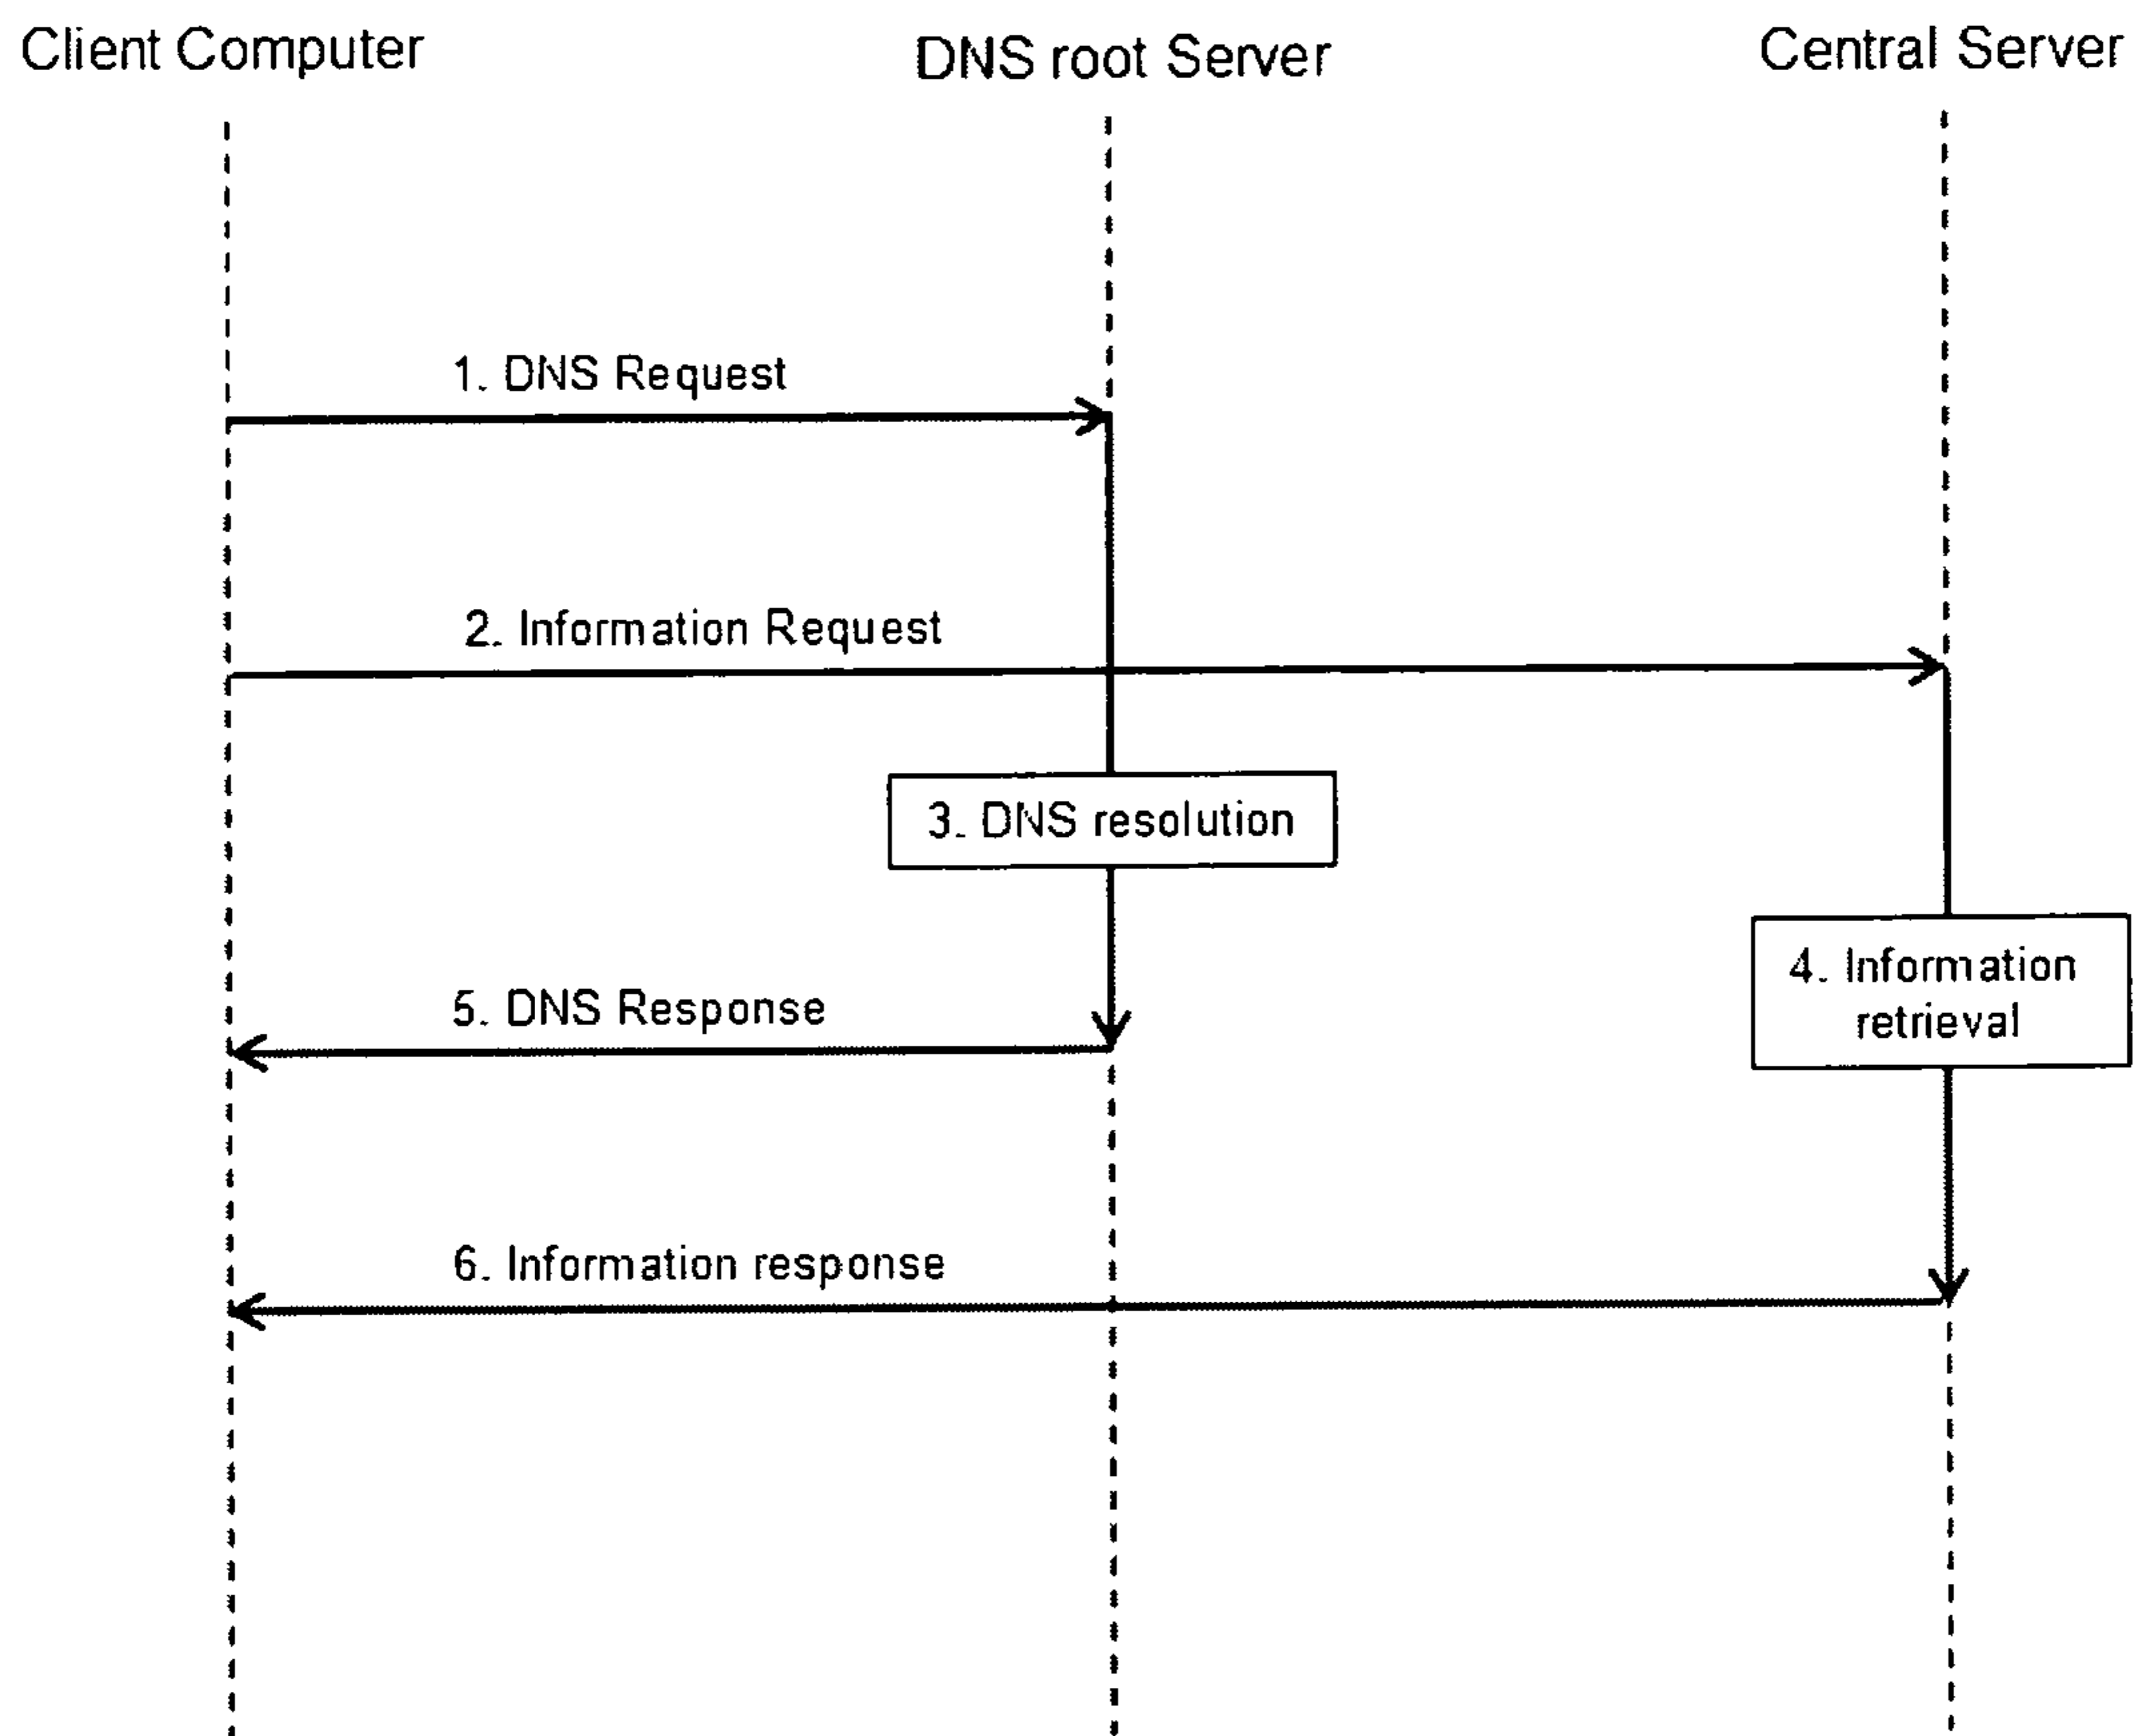 Client Computer
DNS root Server
Central Server
1. DNS Request
2. Information Request
3. DNS resolution
4. Information
retrieval
5. DNS Response
6. Information response